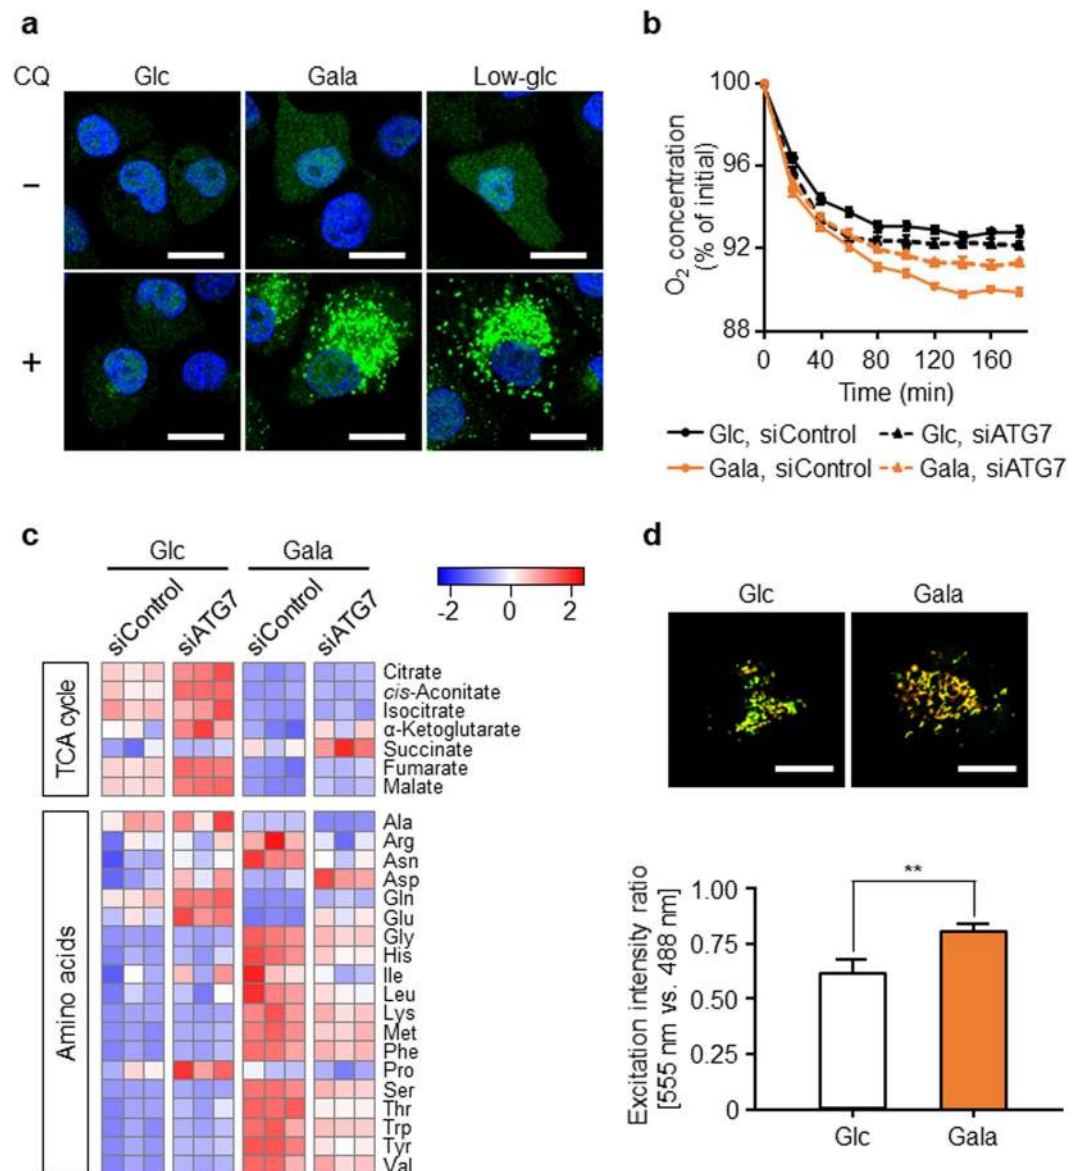 a
CQ
Glc
Gala
Low-glc
−
+
b
O2 concentration
(% of initial)
100
96
92
88
0
40
80
120
160
Time (min)
Glc, siControl
Glc, siATG7
Gala, siControl
Gala, siATG7
c
Glc
Gala
siControl
siATG7
siControl
siATG7
-2
0
2
TCA cycle
Citrate
cis-Aconitate
Isocitrate
α-Ketoglutarate
Succinate
Fumarate
Malate
Amino acids
Ala
Arg
Asn
Asp
Gln
Glu
Gly
His
Ile
Leu
Lys
Met
Phe
Pro
Ser
Thr
Trp
Tyr
Val
d
Glc
Gala
Excitation intensity ratio
[555 nm vs. 488 nm]
1.00
0.75
0.50
0.25
0
**
Glc
Gala